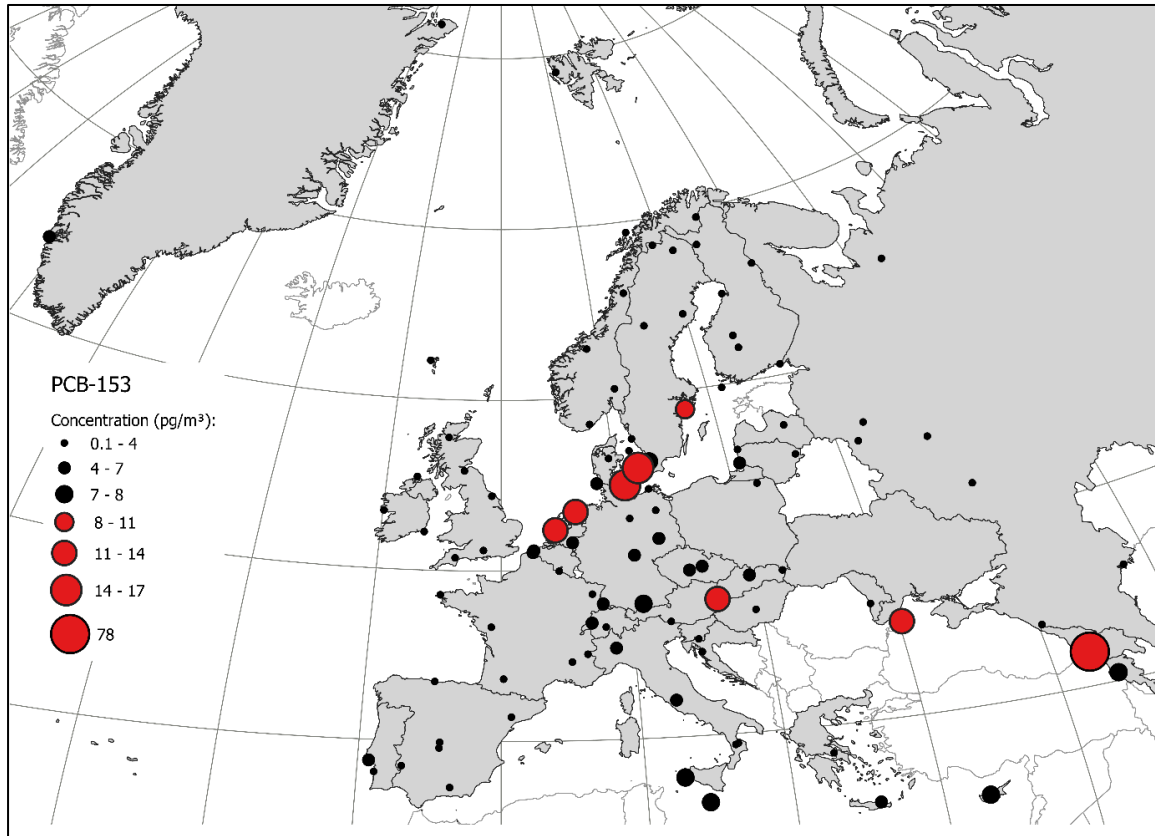 PCB-153
Concentration (pg/m³):
0.1 - 4
4 - 7
7 - 8
8 - 11
11 - 14
14 - 17
78